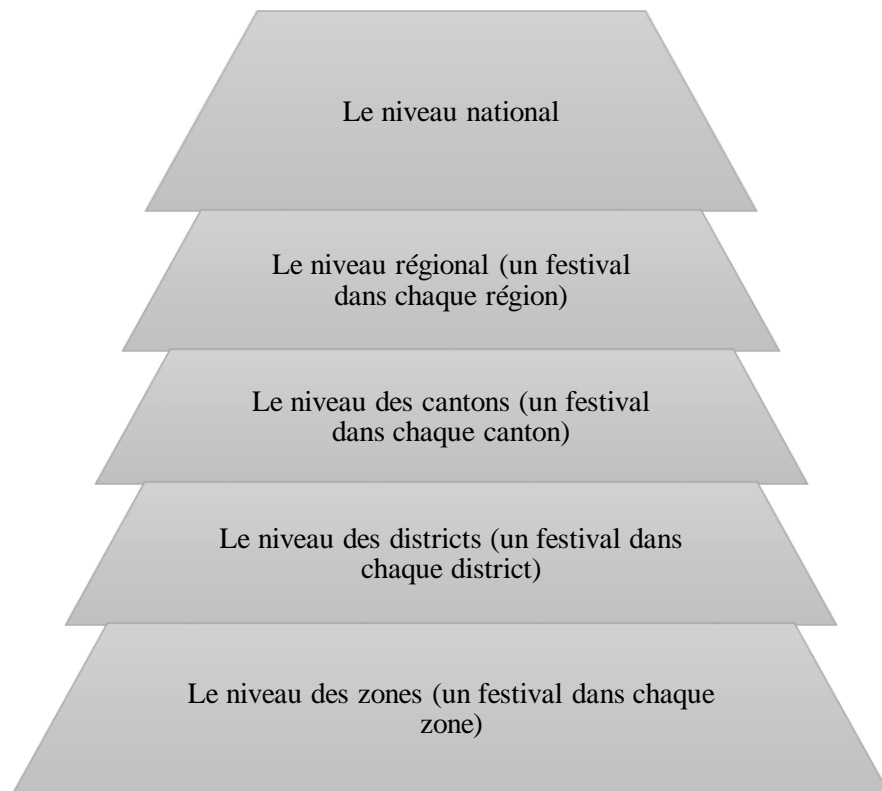 Le niveau national
Le niveau régional (un festival
dans chaque région)
Le niveau des cantons (un festival
dans chaque canton)
Le niveau des districts (un festival dans
chaque district)
Le niveau des zones (un festival dans chaque
zone)